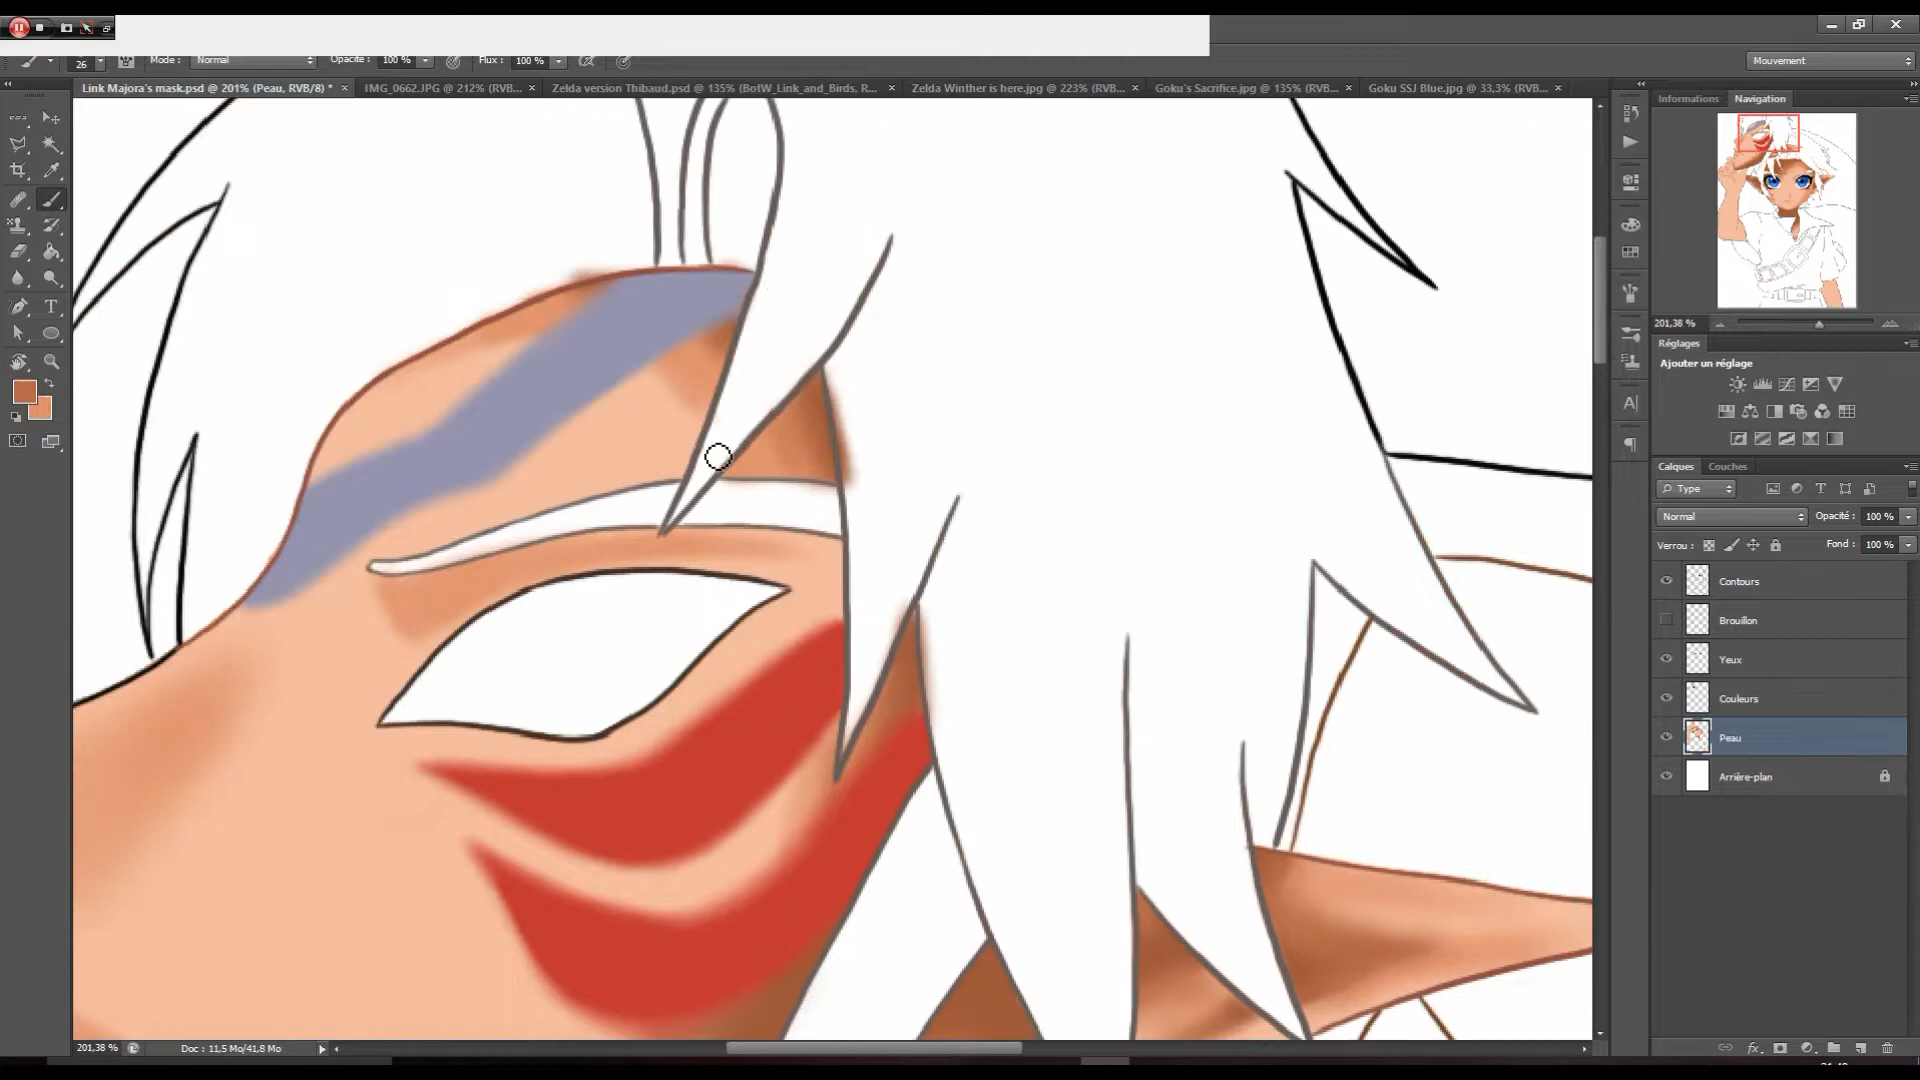 26 Mode : Normal Opacité : 100 % Flux : 100 % Mouvement
Link Majora's mask.psd @ 201% (Peau, RVB/8) * × IMG_0662.JPG @ 212% (RVB... × Zelda version Thibaud.psd @ 135% (BotW_Link_and_Birds, R... × Zelda Winther is here.jpg @ 223% (RVB... × Goku's Sacrifice.jpg @ 135% (RVB... × Goku SSJ Blue.jpg @ 33,3% (RVB... ×
Informations Navigation
201,38 %
Réglages
Ajouter un réglage
Calques Couches
Type
Normal Opacité : 100 %
Verrou : Fond : 100 %
Contours
Brouillon
Yeux
Couleurs
Peau
Arrière-plan
201,38 % Doc : 11,5 Mo/41,8 Mo